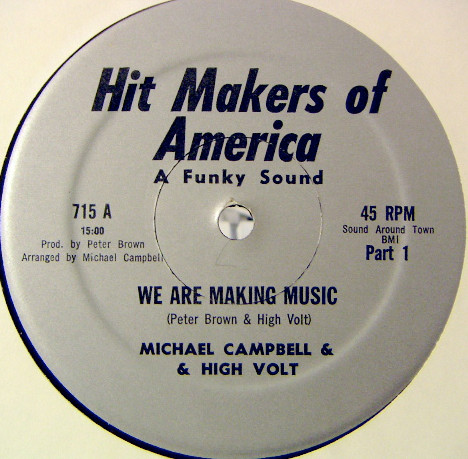 Hit Makers of
America
A Funky Sound
715 A
15:00
Prod. by Peter Brown
Arranged by Michael Campbell
45 RPM
Sound Around Town
BMI
Part 1
WE ARE MAKING MUSIC
(Peter Brown & High Volt)
MICHAEL CAMPBELL &
& HIGH VOLT